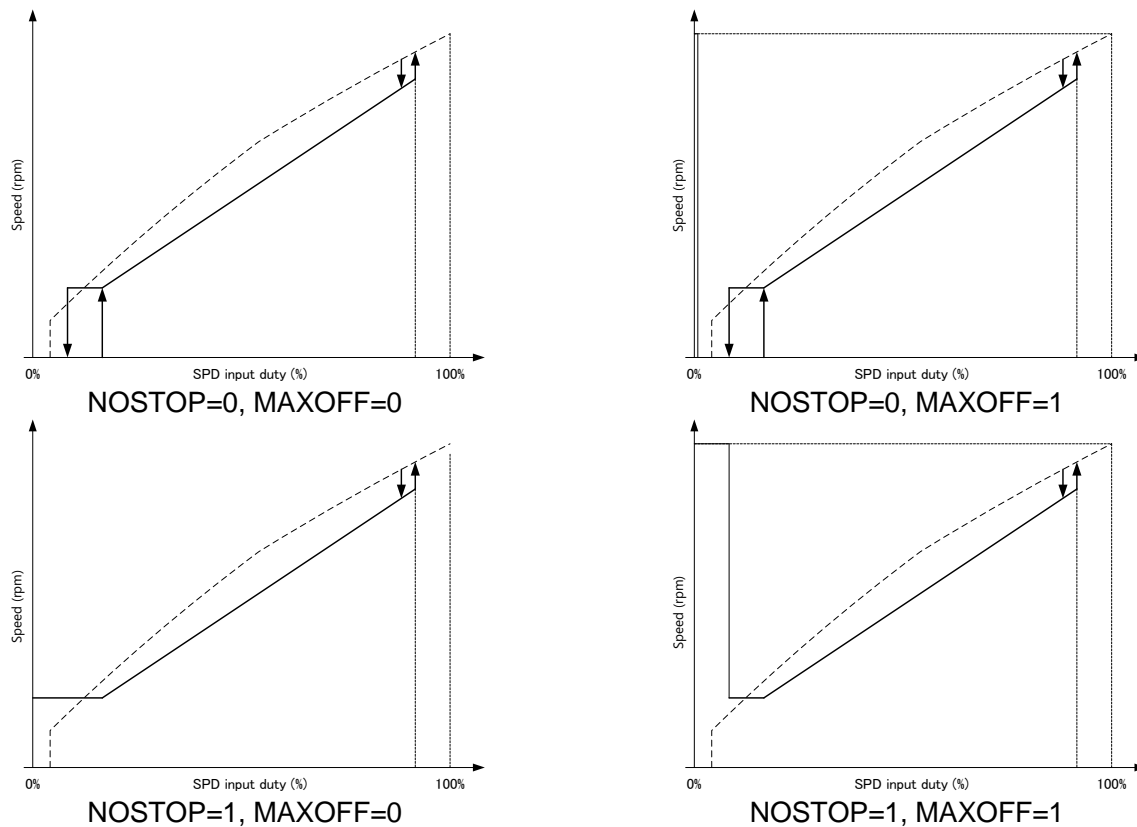 Speed (rpm)
0%
SPD input duty (%)
100%
NOSTOP=0, MAXOFF=0
Speed (rpm)
0%
SPD input duty (%)
100%
NOSTOP=0, MAXOFF=1
Speed (rpm)
0%
SPD input duty (%)
100%
NOSTOP=1, MAXOFF=0
Speed (rpm)
0%
SPD input duty (%)
100%
NOSTOP=1, MAXOFF=1